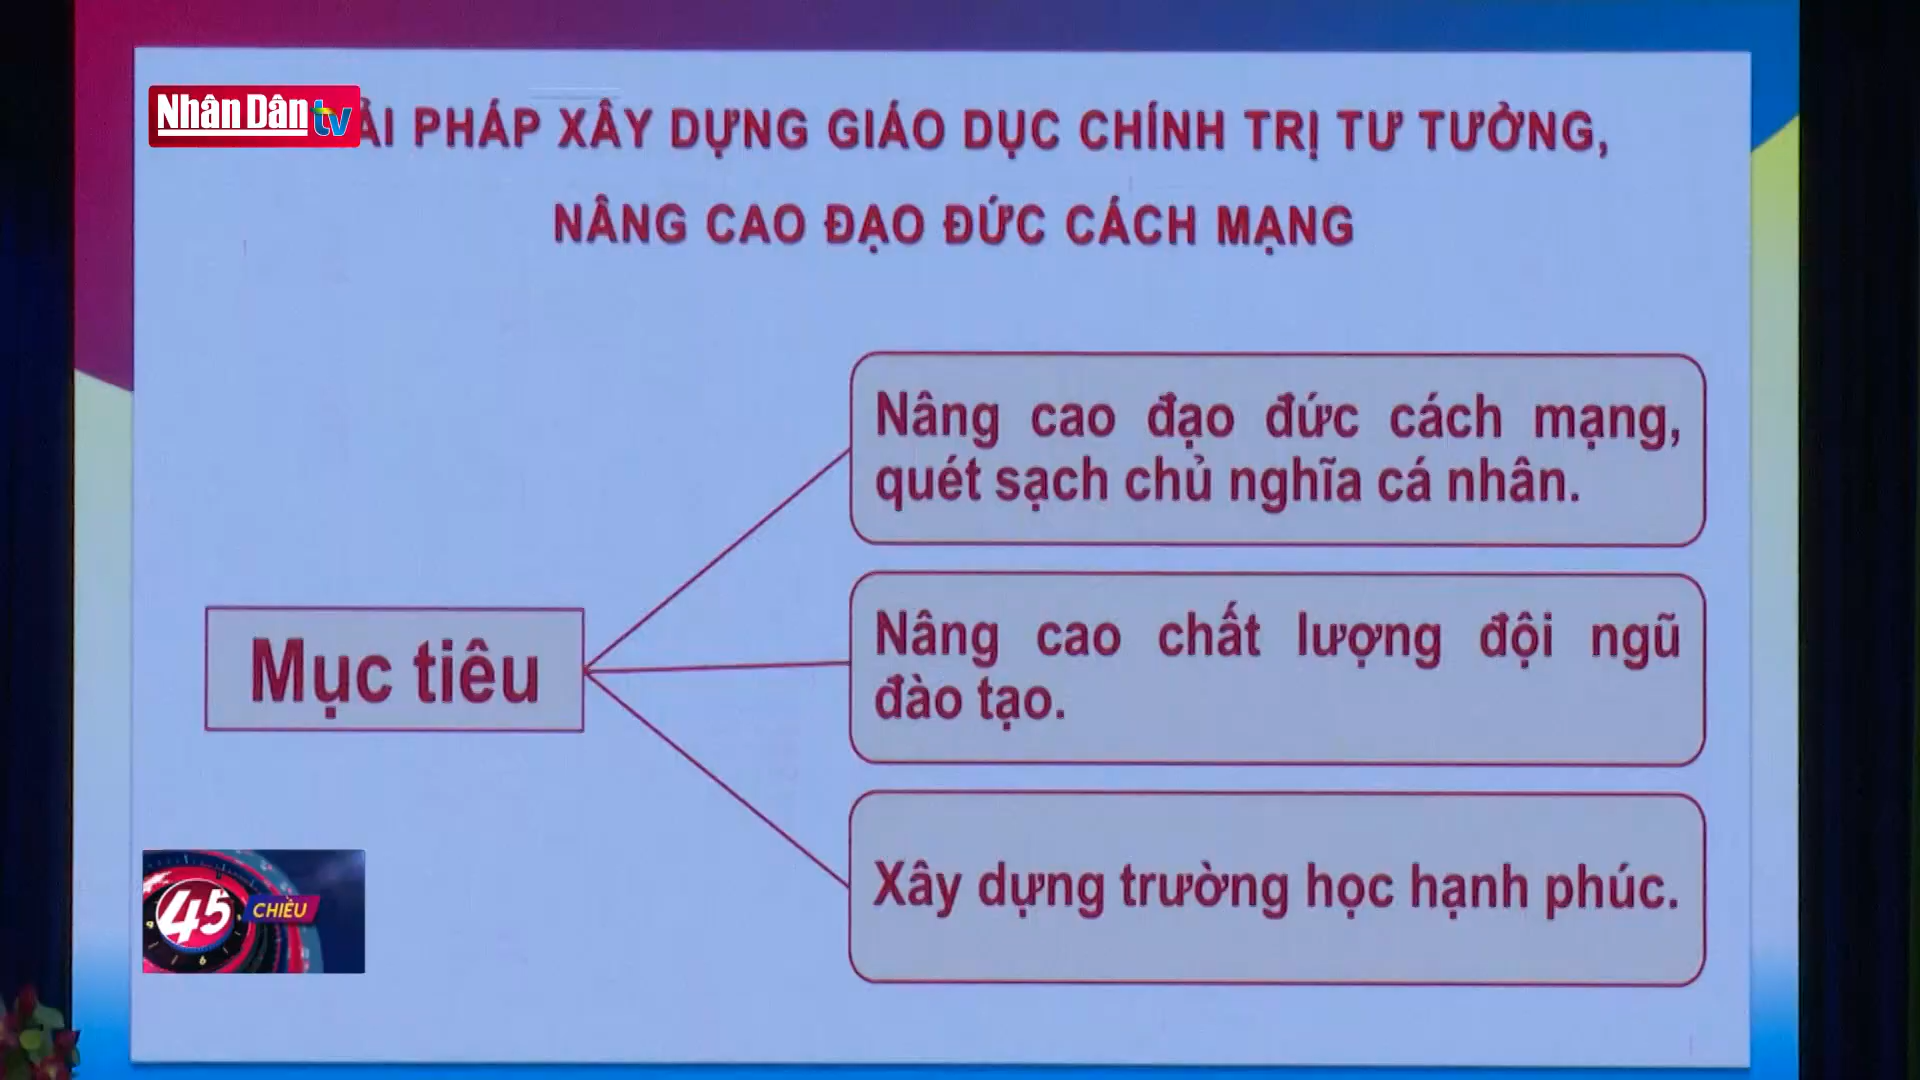 Nhân Dân tv
PHÁP XÂY DỰNG GIÁO DỤC CHÍNH TRỊ TƯ TƯỞNG,
NÂNG CAO ĐẠO ĐỨC CÁCH MẠNG
Nâng cao đạo đức cách mạng,
quét sạch chủ nghĩa cá nhân.
Mục tiêu
Nâng cao chất lượng đội ngũ
đào tạo.
Xây dựng trường học hạnh phúc.
45 CHIỀU
9
6